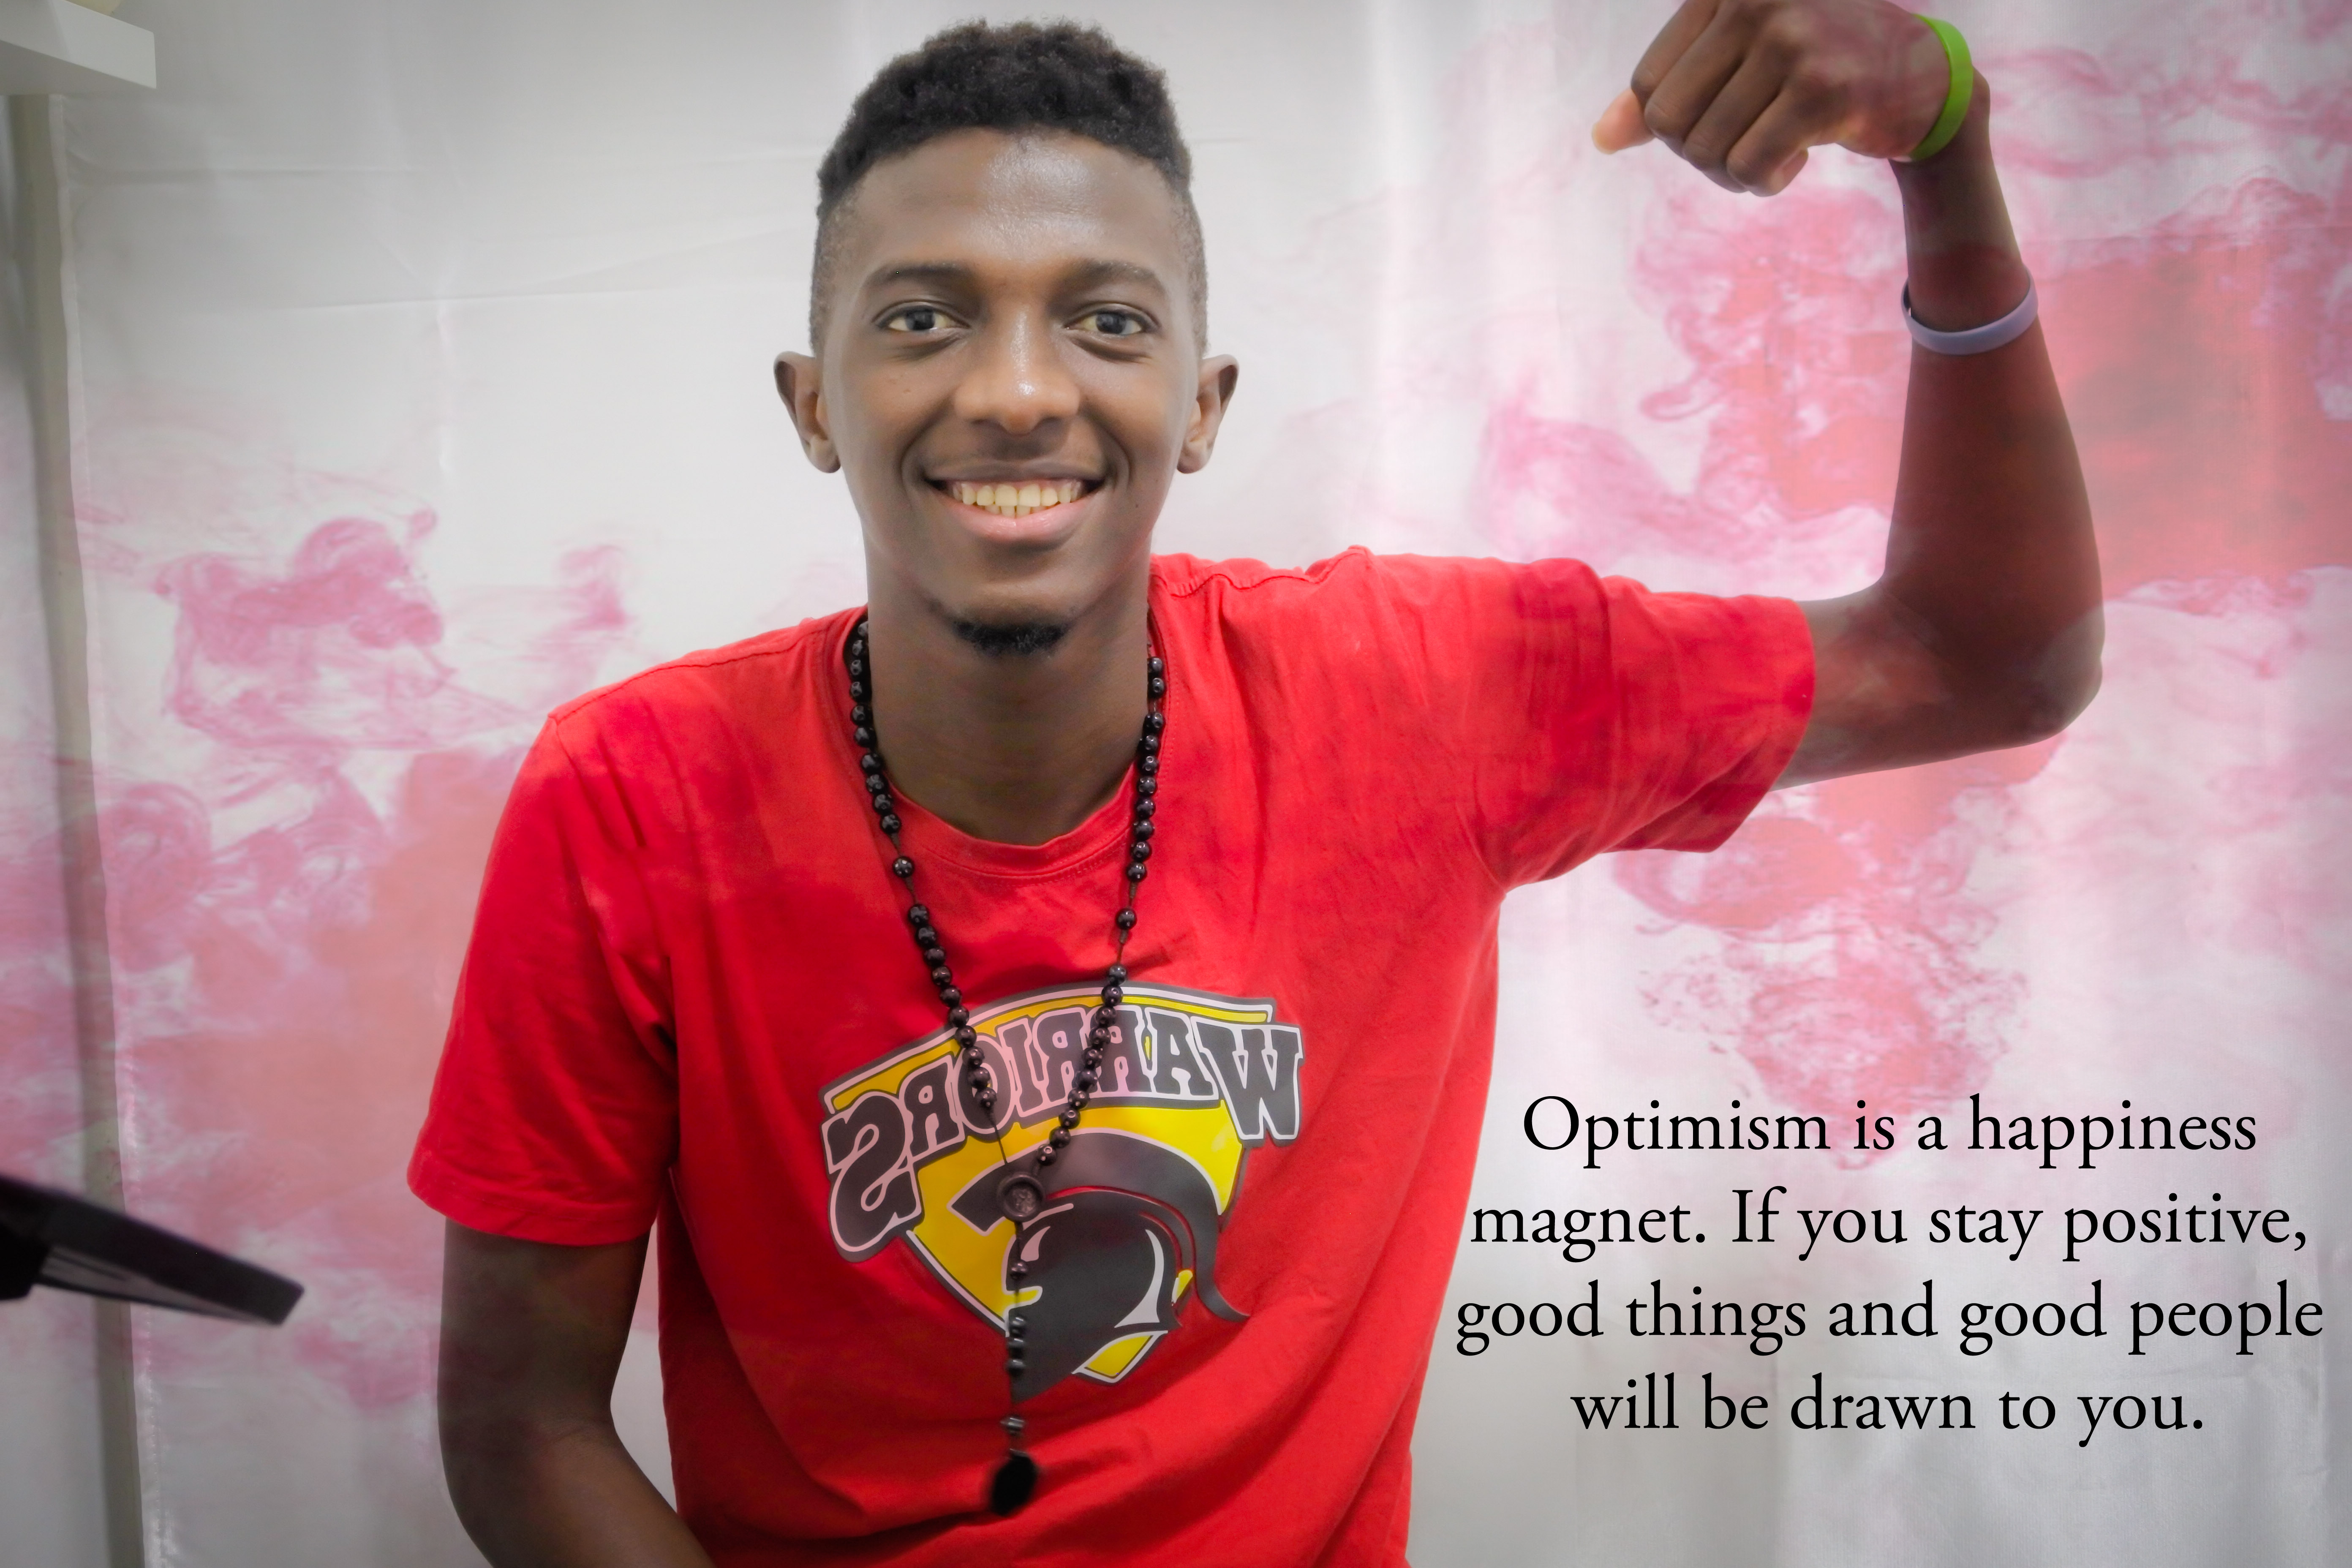 WARRIORS
Optimism is a happiness
magnet. If you stay positive,
good things and good people
will be drawn to you.